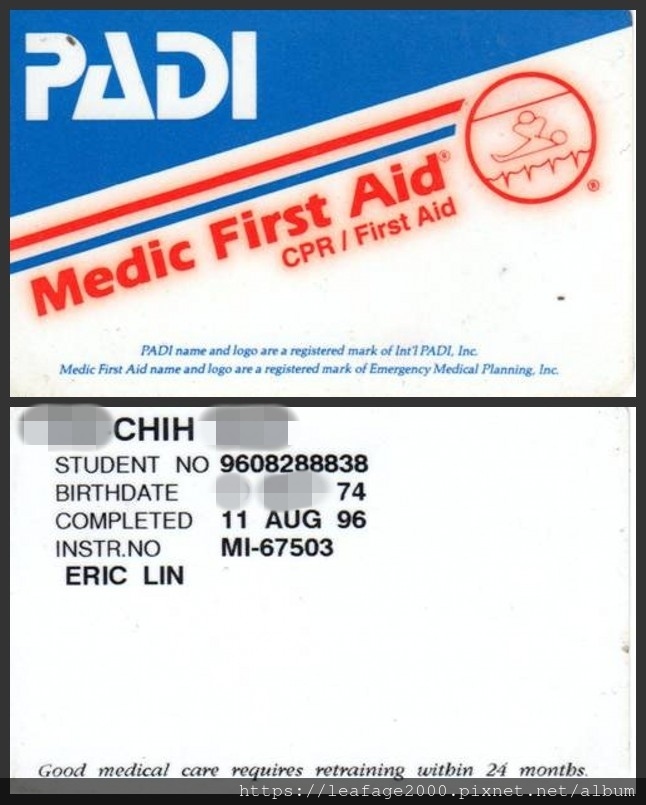 PADI
Medic First Aid®
CPR / First Aid
®
PADI name and logo are a registered mark of Int'l PADI, Inc.
Medic First Aid name and logo are a registered mark of Emergency Medical Planning, Inc.
CHIH
STUDENT NO 9608288838
BIRTHDATE 74
COMPLETED 11 AUG 96
INSTR.NO MI-67503
ERIC LIN
Good medical care requires retraining within 24 months.
https://leafage2000.pixnet.net/album